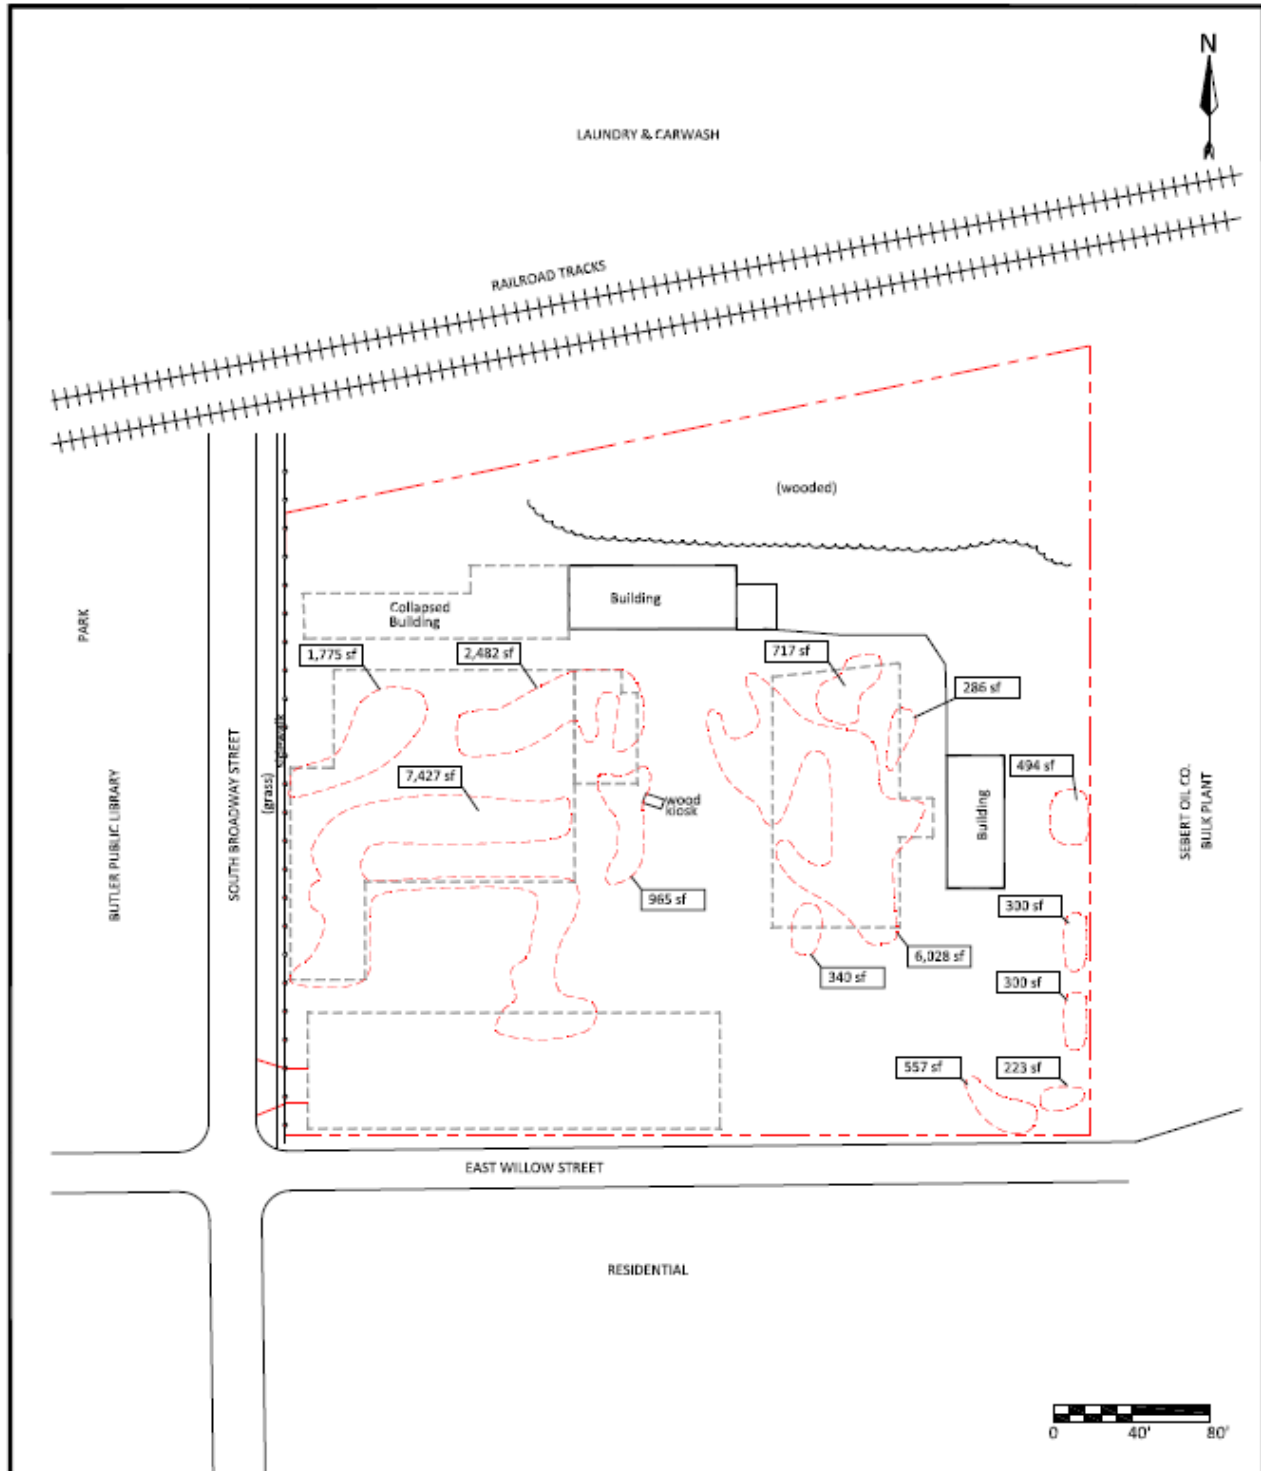 N
LAUNDRY & CARWASH
RAILROAD TRACKS
(wooded)
Building
Collapsed
Building
PARK
1,775 sf
2,482 sf
717 sf
286 sf
sidewalk
(grass)
SOUTH BROADWAY STREET
BUTLER PUBLIC LIBRARY
7,427 sf
wood
kiosk
494 sf
Building
SEBERT OIL CO.
BULK PLANT
965 sf
300 sf
6,028 sf
340 sf
300 sf
557 sf
223 sf
EAST WILLOW STREET
RESIDENTIAL
0 40' 80'